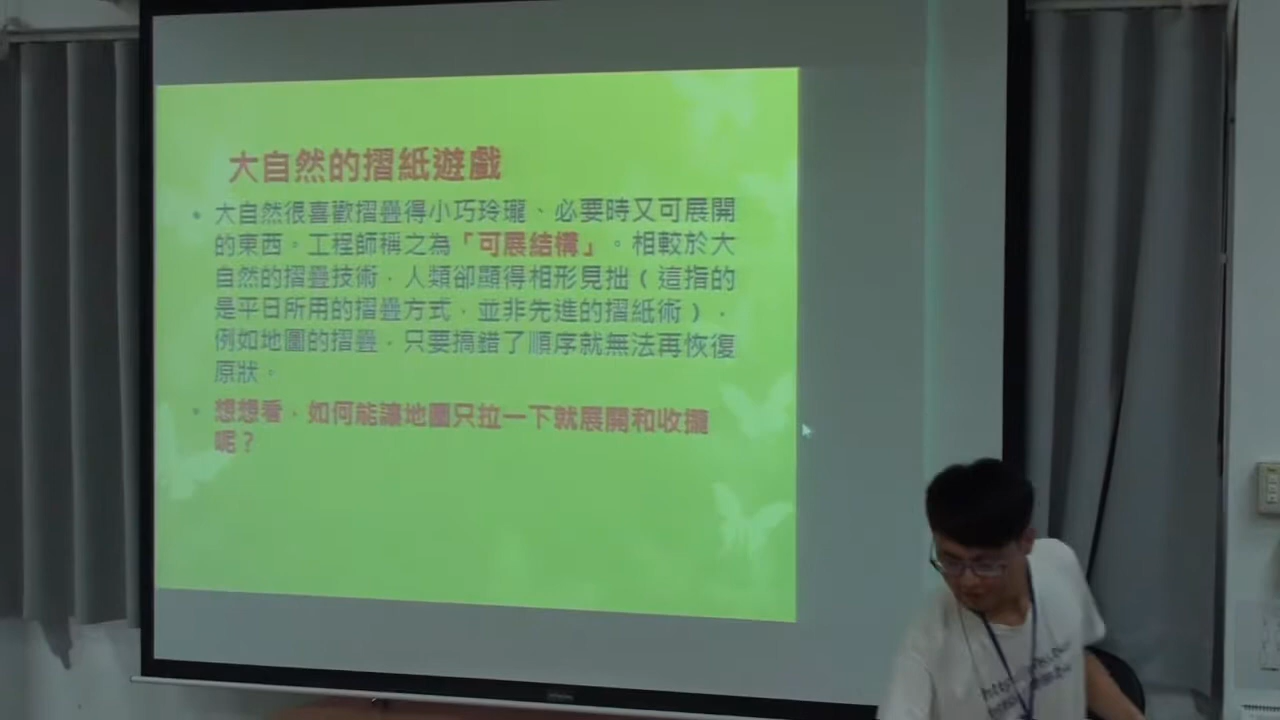 大自然的摺紙遊戲
• 大自然很喜歡摺疊得小巧玲瓏、必要時又可展開
的東西。工程師稱之為「可展結構」。相較於大
自然的摺疊技術，人類卻顯得相形見拙（這指的
是平日所用的摺疊方式，並非先進的摺紙術），
例如地圖的摺疊，只要搞錯了順序就無法再恢復
原狀。
• 想想看，如何能讓地圖只拉一下就展開和收攏
呢？